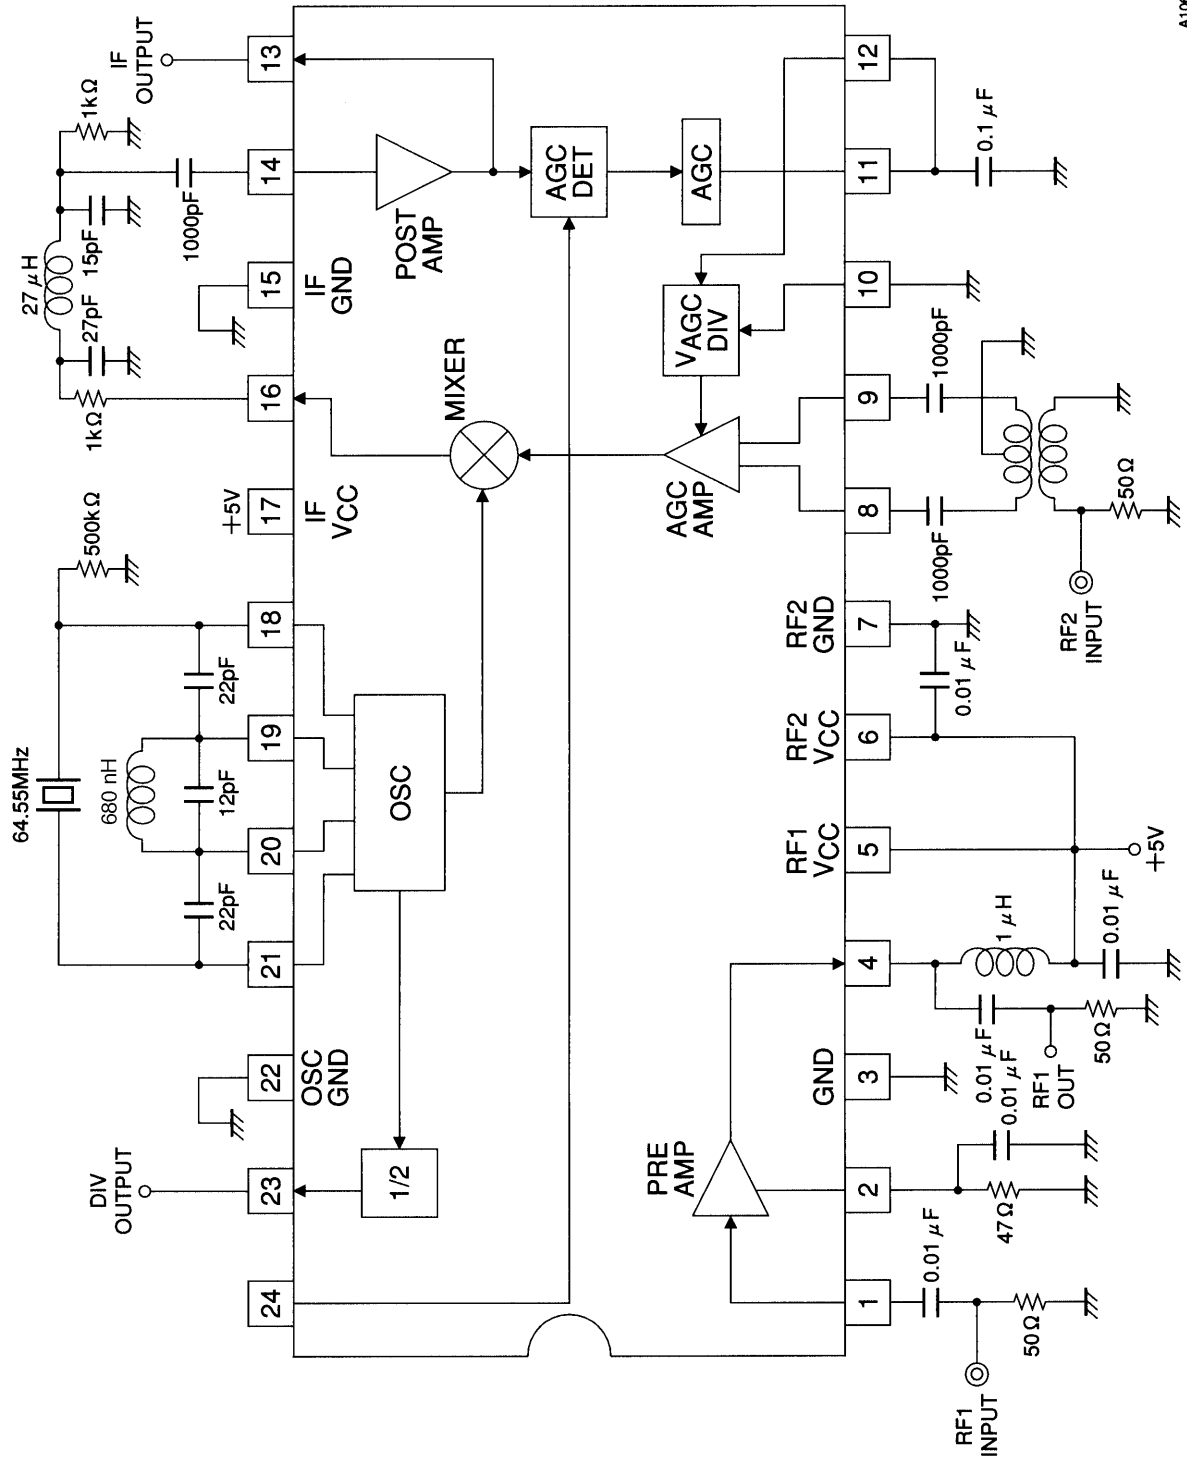 A106
IF
OUTPUT
13
1kΩ
14
1000pF
15pF
27 μH
27pF
15
IF
GND
POST
AMP
AGC
DET
AGC
12
11
0.1 μF
10
VAGC
DIV
1kΩ
16
MIXER
9
1000pF
AGC
AMP
8
1000pF
50Ω
RF2
INPUT
+5V
17
IF
VCC
500kΩ
18
22pF
19
64.55MHz
680 nH
12pF
20
22pF
21
OSC
RF2
GND
7
0.01 μF
RF2
VCC
6
RF1
VCC
5
+5V
1 μH
0.01 μF
4
0.01 μF
RF1
OUT
50Ω
GND
3
22
OSC
GND
DIV
OUTPUT
23
1/2
PRE
AMP
2
0.01 μF
47Ω
24
1
0.01 μF
50Ω
RF1
INPUT